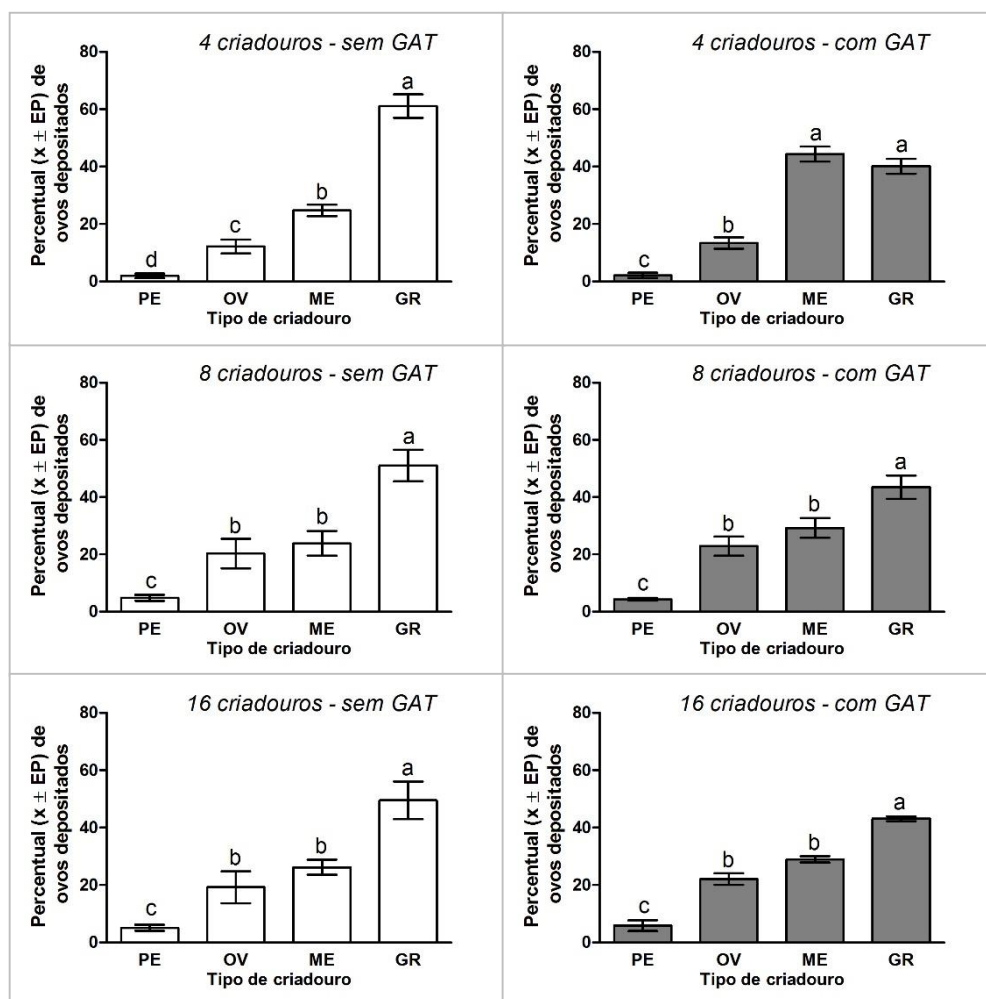 4 criadouros - sem GAT
Percentual (x ± EP) de
ovos depositados
80
60
40
20
0
a
b
c
d
PE OV ME GR
Tipo de criadouro
4 criadouros - com GAT
Percentual (x ± EP) de
ovos depositados
80
60
40
20
0
a a
b
c
PE OV ME GR
Tipo de criadouro
8 criadouros - sem GAT
Percentual (x ± EP) de
ovos depositados
80
60
40
20
0
a
b b
c
PE OV ME GR
Tipo de criadouro
8 criadouros - com GAT
Percentual (x ± EP) de
ovos depositados
80
60
40
20
0
a
b b
c
PE OV ME GR
Tipo de criadouro
16 criadouros - sem GAT
Percentual (x ± EP) de
ovos depositados
80
60
40
20
0
a
b b
c
PE OV ME GR
Tipo de criadouro
16 criadouros - com GAT
Percentual (x ± EP) de
ovos depositados
80
60
40
20
0
a
b b
c
PE OV ME GR
Tipo de criadouro